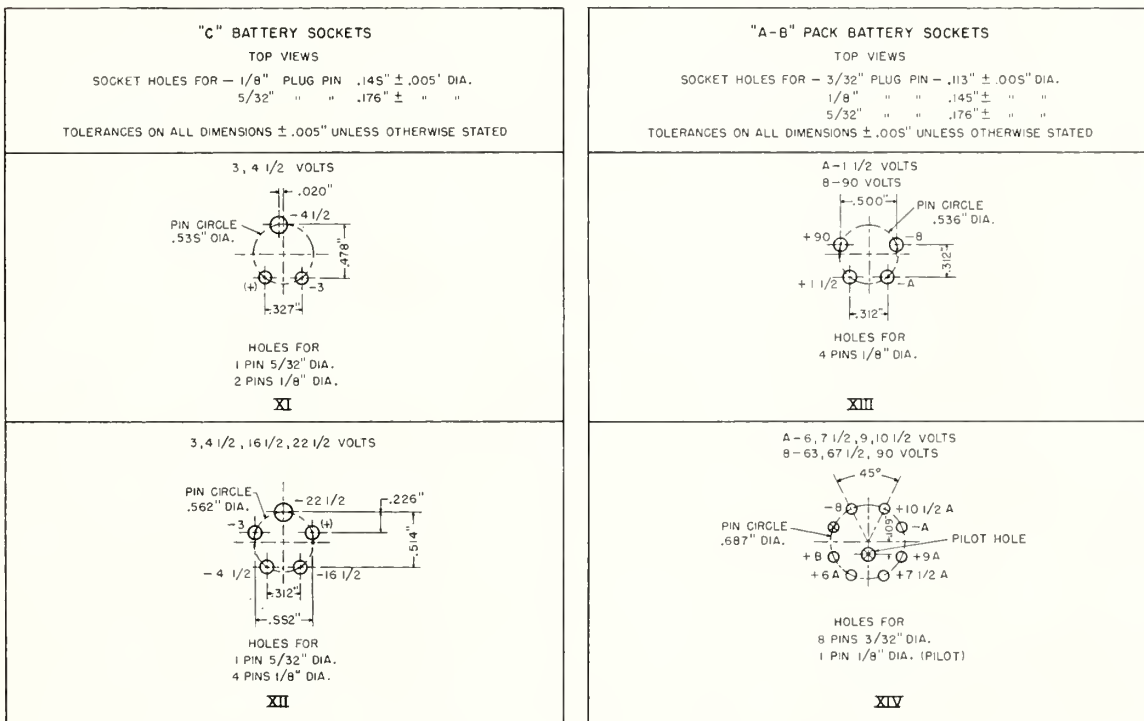 "C" BATTERY SOCKETS
TOP VIEWS
SOCKET HOLES FOR — 1/8" PLUG PIN .145" ± .005' DIA.
5/32" " " .176" ± " "
TOLERANCES ON ALL DIMENSIONS ± .005" UNLESS OTHERWISE STATED
3, 4 1/2 VOLTS
.020"
-4 1/2
PIN CIRCLE
.535" DIA.
.478"
(+)
-3
.327"
HOLES FOR
1 PIN 5/32" DIA.
2 PINS 1/8" DIA.
XI
3, 4 1/2, 16 1/2, 22 1/2 VOLTS
PIN CIRCLE
.562" DIA.
-22 1/2
.226"
-3
(+)
.514"
-4 1/2
-16 1/2
.312"
.552"
HOLES FOR
1 PIN 5/32" DIA.
4 PINS 1/8" DIA.
XII
"A-B" PACK BATTERY SOCKETS
TOP VIEWS
SOCKET HOLES FOR — 3/32" PLUG PIN — .113" ± .005" DIA.
1/8" " " .145" ± " "
5/32" " " .176" ± " "
TOLERANCES ON ALL DIMENSIONS ± .005" UNLESS OTHERWISE STATED
A-1 1/2 VOLTS
B-90 VOLTS
.500"
PIN CIRCLE
.536" DIA.
+90
-B
.312"
+1 1/2
-A
.312"
HOLES FOR
4 PINS 1/8" DIA.
XIII
A-6, 7 1/2, 9, 10 1/2 VOLTS
B-63, 67 1/2, 90 VOLTS
45°
-B
+10 1/2 A
PIN CIRCLE
.687" DIA.
.109"
-A
PILOT HOLE
+B
+9A
+6A
+7 1/2 A
HOLES FOR
8 PINS 3/32" DIA.
1 PIN 1/8" DIA. (PILOT)
XIV